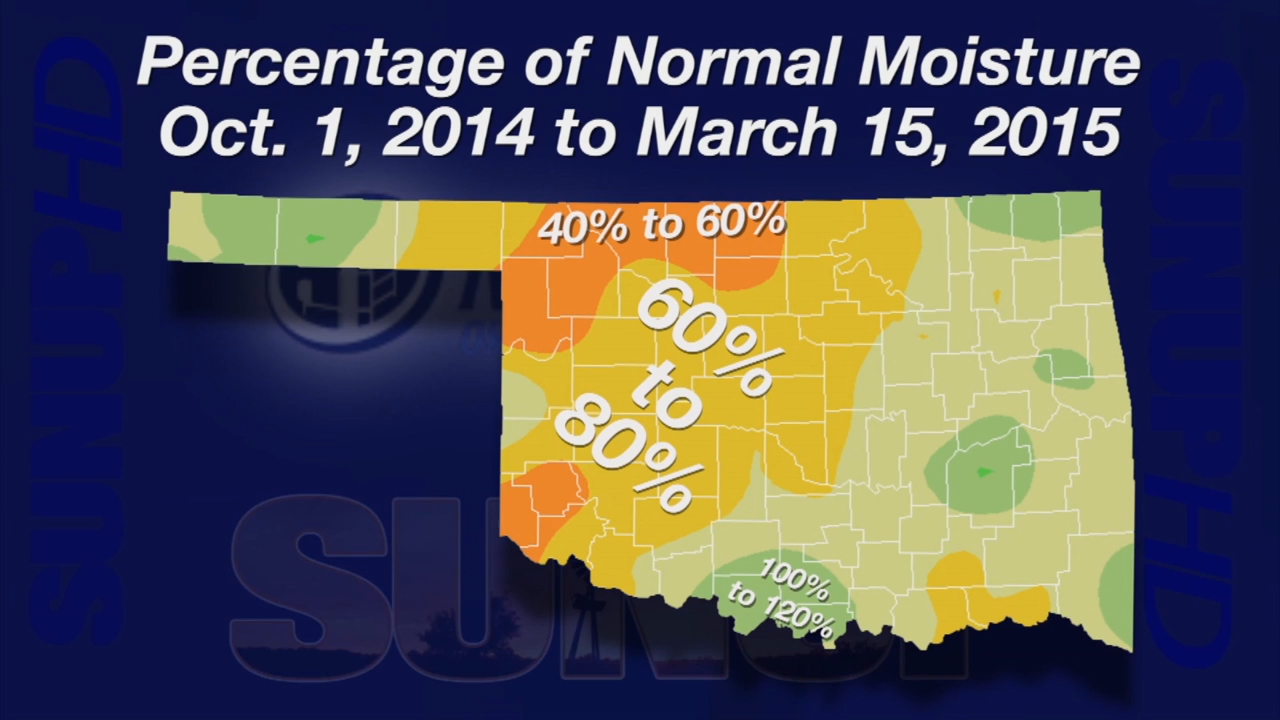 Percentage of Normal Moisture
Oct. 1, 2014 to March 15, 2015
40% to 60%
60%
to
80%
100%
to 120%
SUNUPHD
SUNUPHD
SUNUP